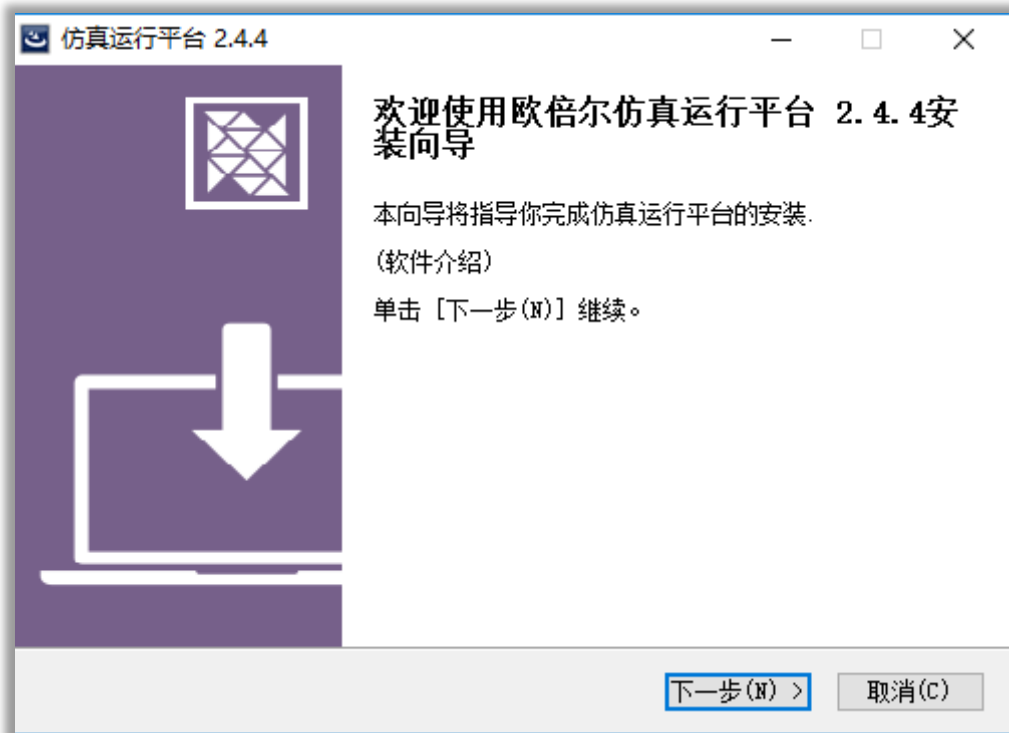 仿真运行平台 2.4.4
欢迎使用欧倍尔仿真运行平台 2.4.4安
装向导
本向导将指导你完成仿真运行平台的安装.
(软件介绍)
单击 [下一步(N)] 继续。
下一步(N) >
取消(C)